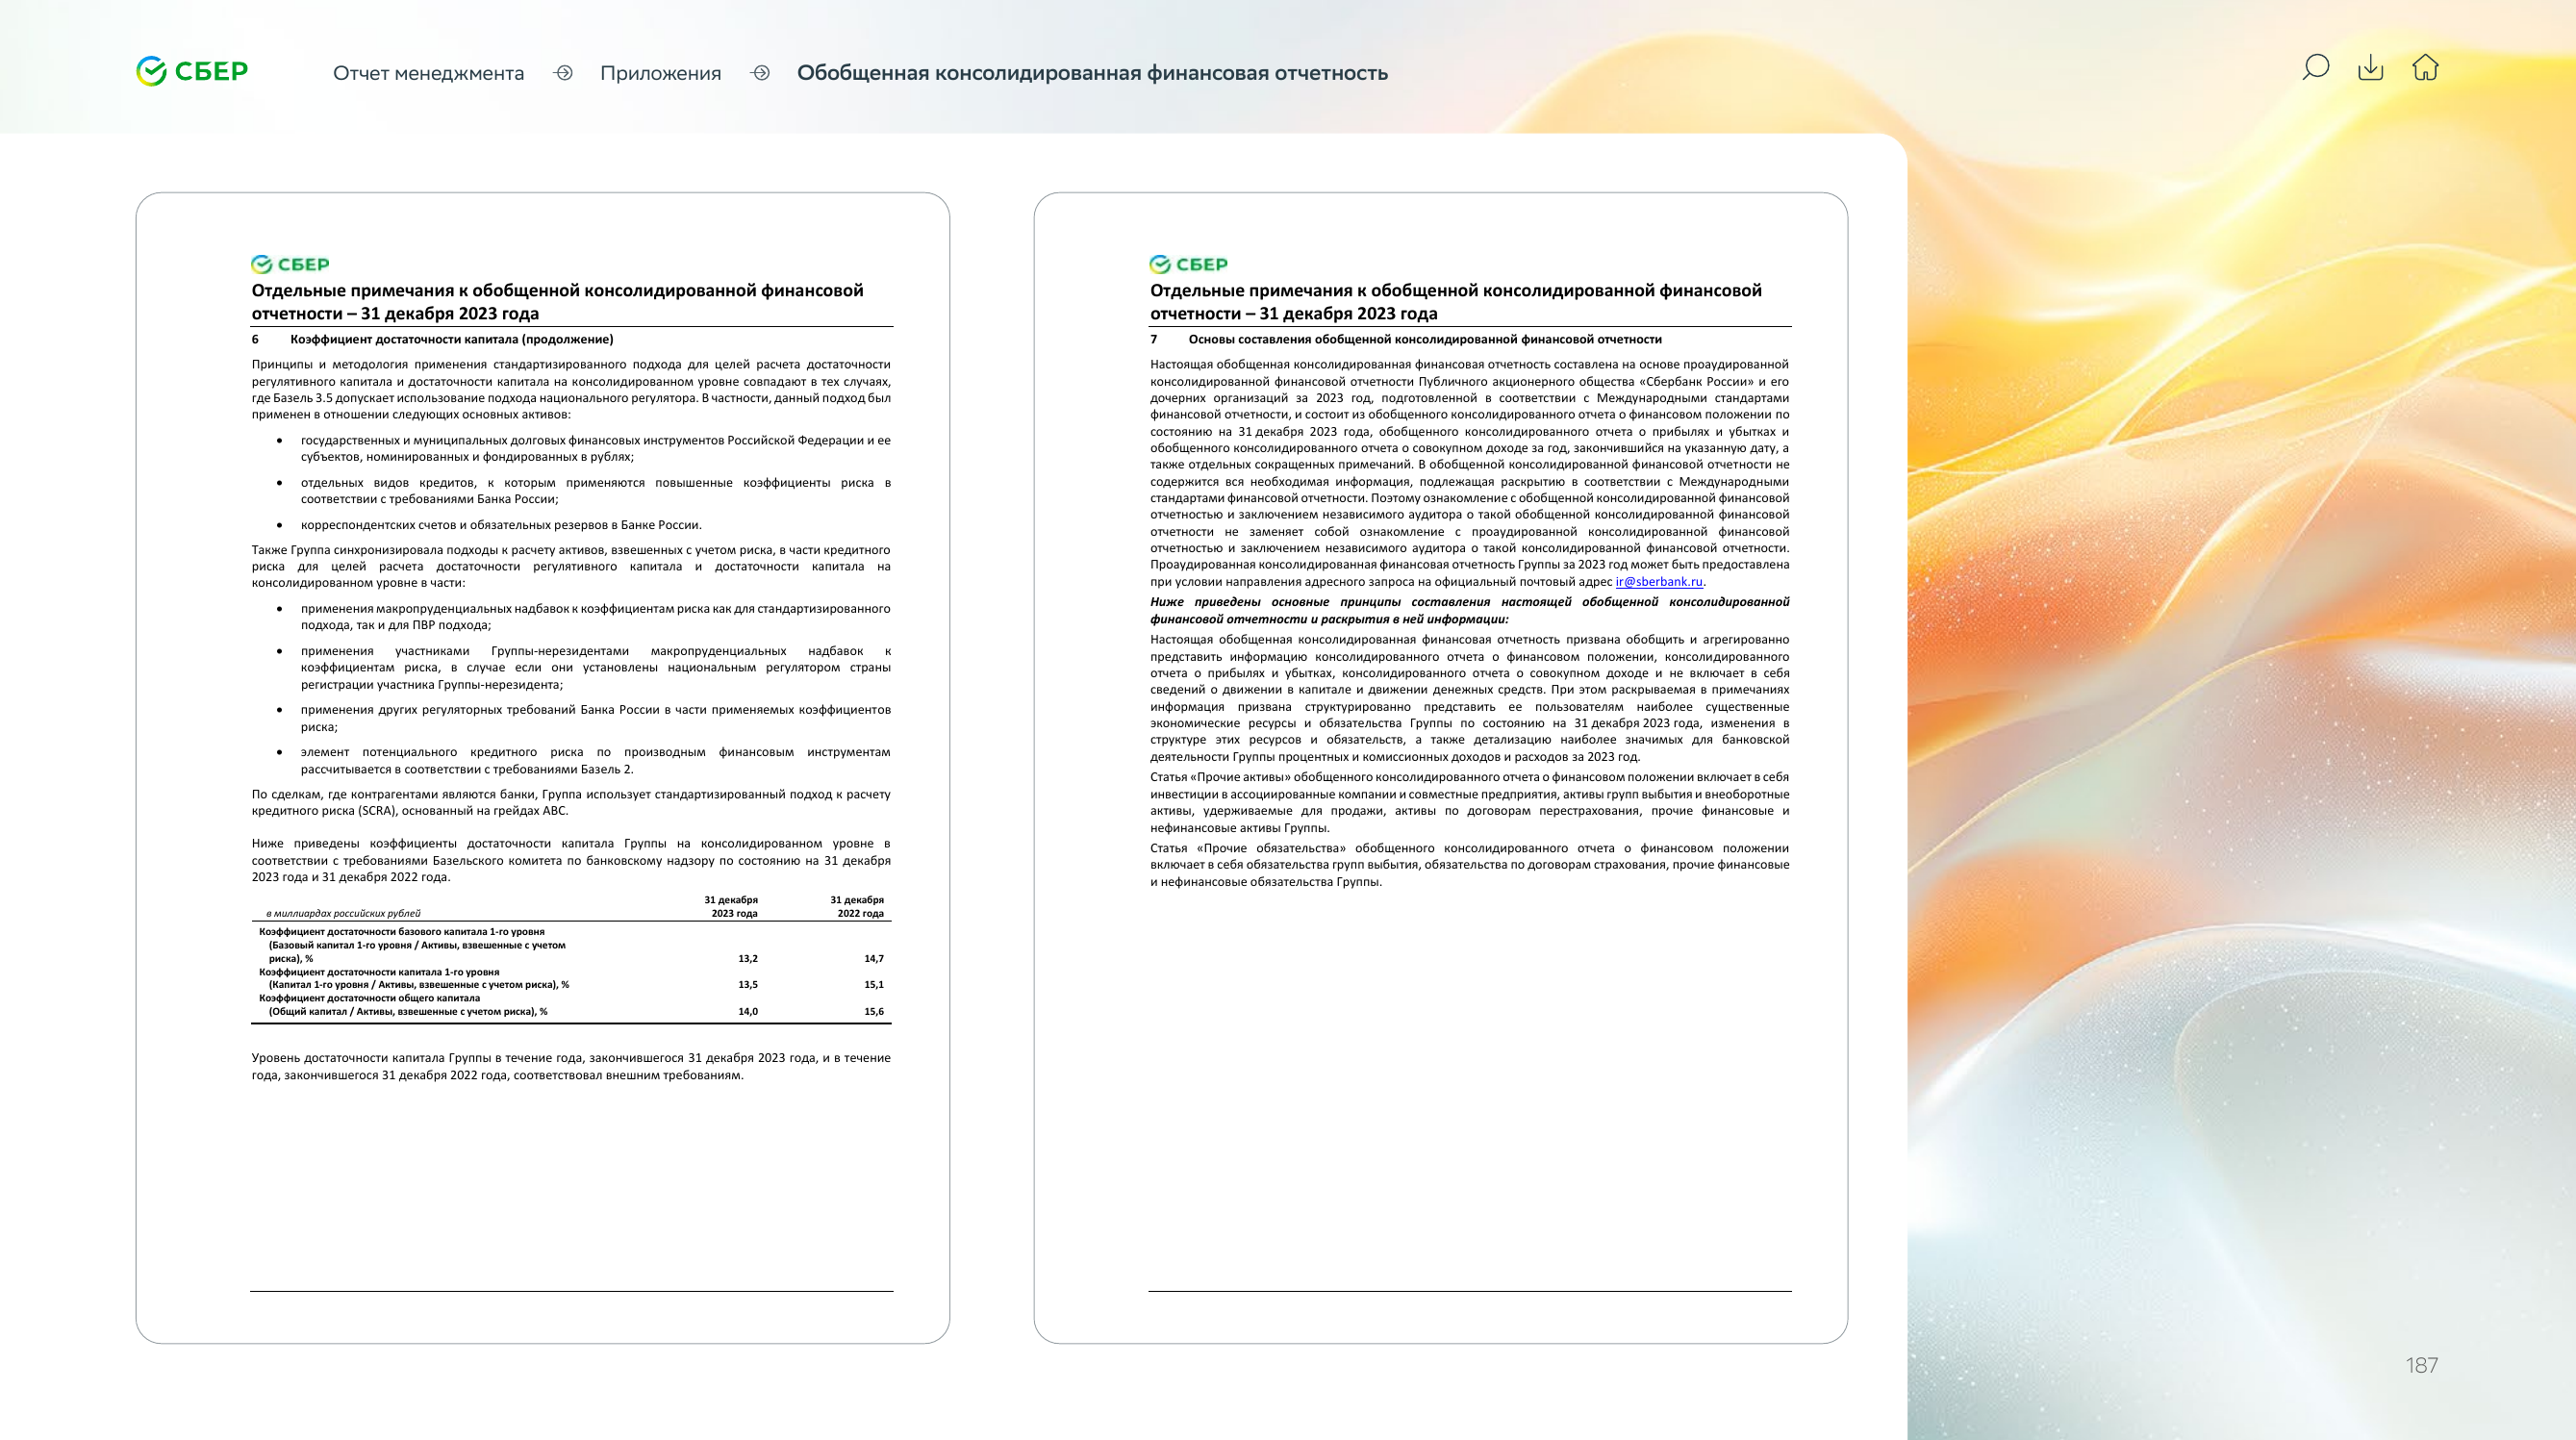 СБЕР
Отчет менеджмента
Приложения
Обобщенная консолидированная финансовая отчетность
СБЕР
Отдельные примечания к обобщенной консолидированной финансовой
отчетности – 31 декабря 2023 года
6 Коэффициент достаточности капитала (продолжение)
Принципы и методология применения стандартизированного подхода для целей расчета достаточности
регулятивного капитала и достаточности капитала на консолидированном уровне совпадают в тех случаях,
где Базель 3.5 допускает использование подхода национального регулятора. В частности, данный подход был
применен в отношении следующих основных активов:
• государственных и муниципальных долговых финансовых инструментов Российской Федерации и ее
субъектов, номинированных и фондированных в рублях;
• отдельных видов кредитов, к которым применяются повышенные коэффициенты риска в
соответствии с требованиями Банка России;
• корреспондентских счетов и обязательных резервов в Банке России.
Также Группа синхронизировала подходы к расчету активов, взвешенных с учетом риска, в части кредитного
риска для целей расчета достаточности регулятивного капитала и достаточности капитала на
консолидированном уровне в части:
• применения макропруденциальных надбавок к коэффициентам риска как для стандартизированного
подхода, так и для ПВР подхода;
• применения участниками Группы-нерезидентами макропруденциальных надбавок к
коэффициентам риска, в случае если они установлены национальным регулятором страны
регистрации участника Группы-нерезидента;
• применения других регуляторных требований Банка России в части применяемых коэффициентов
риска;
• элемент потенциального кредитного риска по производным финансовым инструментам
рассчитывается в соответствии с требованиями Базель 2.
По сделкам, где контрагентами являются банки, Группа использует стандартизированный подход к расчету
кредитного риска (SCRA), основанный на грейдах ABC.
Ниже приведены коэффициенты достаточности капитала Группы на консолидированном уровне в
соответствии с требованиями Базельского комитета по банковскому надзору по состоянию на 31 декабря
2023 года и 31 декабря 2022 года.
31 декабря 31 декабря
в миллиардах российских рублей 2023 года 2022 года
Коэффициент достаточности базового капитала 1-го уровня
(Базовый капитал 1-го уровня / Активы, взвешенные с учетом
риска), % 13,2 14,7
Коэффициент достаточности капитала 1-го уровня
(Капитал 1-го уровня / Активы, взвешенные с учетом риска), % 13,5 15,1
Коэффициент достаточности общего капитала
(Общий капитал / Активы, взвешенные с учетом риска), % 14,0 15,6
Уровень достаточности капитала Группы в течение года, закончившегося 31 декабря 2023 года, и в течение
года, закончившегося 31 декабря 2022 года, соответствовал внешним требованиям.
СБЕР
Отдельные примечания к обобщенной консолидированной финансовой
отчетности – 31 декабря 2023 года
7 Основы составления обобщенной консолидированной финансовой отчетности
Настоящая обобщенная консолидированная финансовая отчетность составлена на основе проаудированной
консолидированной финансовой отчетности Публичного акционерного общества «Сбербанк России» и его
дочерних организаций за 2023 год, подготовленной в соответствии с Международными стандартами
финансовой отчетности, и состоит из обобщенного консолидированного отчета о финансовом положении по
состоянию на 31 декабря 2023 года, обобщенного консолидированного отчета о прибылях и убытках и
обобщенного консолидированного отчета о совокупном доходе за год, закончившийся на указанную дату, а
также отдельных сокращенных примечаний. В обобщенной консолидированной финансовой отчетности не
содержится вся необходимая информация, подлежащая раскрытию в соответствии с Международными
стандартами финансовой отчетности. Поэтому ознакомление с обобщенной консолидированной финансовой
отчетностью и заключением независимого аудитора о такой обобщенной консолидированной финансовой
отчетности не заменяет собой ознакомление с проаудированной консолидированной финансовой
отчетностью и заключением независимого аудитора о такой консолидированной финансовой отчетности.
Проаудированная консолидированная финансовая отчетность Группы за 2023 год может быть предоставлена
при условии направления адресного запроса на официальный почтовый адрес ir@sberbank.ru.
Ниже приведены основные принципы составления настоящей обобщенной консолидированной
финансовой отчетности и раскрытия в ней информации:
Настоящая обобщенная консолидированная финансовая отчетность призвана обобщить и агрегированно
представить информацию консолидированного отчета о финансовом положении, консолидированного
отчета о прибылях и убытках, консолидированного отчета о совокупном доходе и не включает в себя
сведений о движении в капитале и движении денежных средств. При этом раскрываемая в примечаниях
информация призвана структурированно представить ее пользователям наиболее существенные
экономические ресурсы и обязательства Группы по состоянию на 31 декабря 2023 года, изменения в
структуре этих ресурсов и обязательств, а также детализацию наиболее значимых для банковской
деятельности Группы процентных и комиссионных доходов и расходов за 2023 год.
Статья «Прочие активы» обобщенного консолидированного отчета о финансовом положении включает в себя
инвестиции в ассоциированные компании и совместные предприятия, активы групп выбытия и внеоборотные
активы, удерживаемые для продажи, активы по договорам перестрахования, прочие финансовые и
нефинансовые активы Группы.
Статья «Прочие обязательства» обобщенного консолидированного отчета о финансовом положении
включает в себя обязательства групп выбытия, обязательства по договорам страхования, прочие финансовые
и нефинансовые обязательства Группы.
187